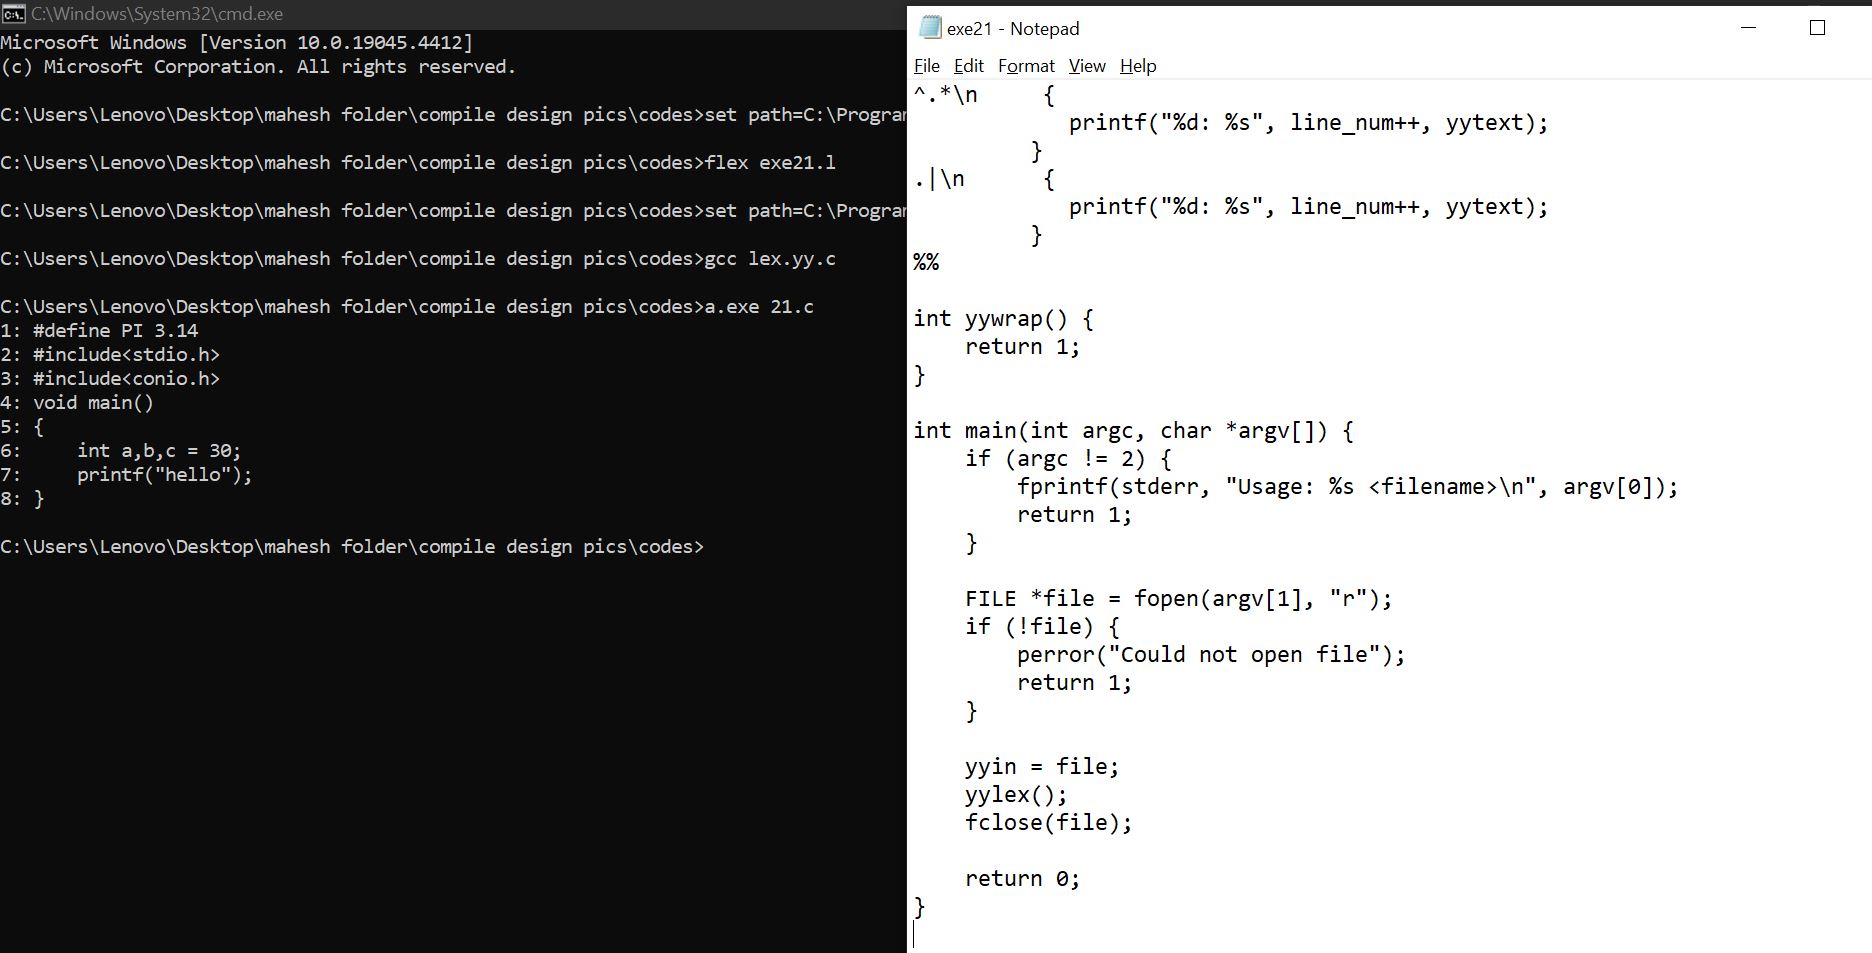 C:\Windows\System32\cmd.exe
Microsoft Windows [Version 10.0.19045.4412]
(c) Microsoft Corporation. All rights reserved.
C:\Users\Lenovo\Desktop\mahesh folder\compile design pics\codes>set path=C:\Program
C:\Users\Lenovo\Desktop\mahesh folder\compile design pics\codes>flex exe21.l
C:\Users\Lenovo\Desktop\mahesh folder\compile design pics\codes>set path=C:\Program
C:\Users\Lenovo\Desktop\mahesh folder\compile design pics\codes>gcc lex.yy.c
C:\Users\Lenovo\Desktop\mahesh folder\compile design pics\codes>a.exe 21.c
1: #define PI 3.14
2: #include<stdio.h>
3: #include<conio.h>
4: void main()
5: {
6:     int a,b,c = 30;
7:     printf("hello");
8: }
C:\Users\Lenovo\Desktop\mahesh folder\compile design pics\codes>
exe21 - Notepad
File Edit Format View Help
^.*\n     {
            printf("%d: %s", line_num++, yytext);
         }
.|\n      {
            printf("%d: %s", line_num++, yytext);
         }
%%
int yywrap() {
    return 1;
}
int main(int argc, char *argv[]) {
    if (argc != 2) {
        fprintf(stderr, "Usage: %s <filename>\n", argv[0]);
        return 1;
    }
    FILE *file = fopen(argv[1], "r");
    if (!file) {
        perror("Could not open file");
        return 1;
    }
    yyin = file;
    yylex();
    fclose(file);
    return 0;
}